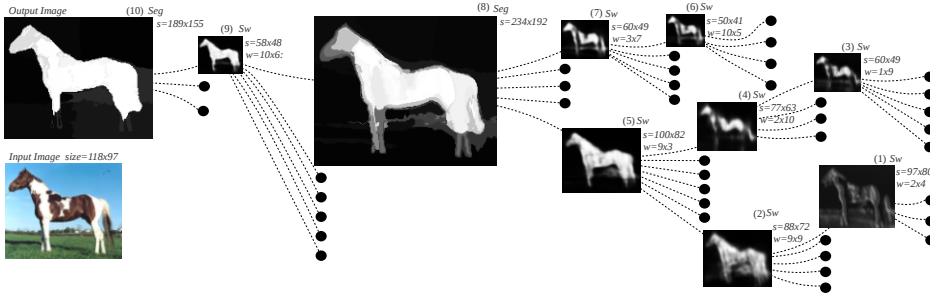 Output Image
(10) Seg
s=189x155
(9) Sw
s=58x48
w=10x6:
(8) Seg
s=234x192
(7) Sw
s=60x49
w=3x7
(6) Sw
s=50x41
w=10x5
(3) Sw
s=60x49
w=1x9
(4) Sw
s=77x63
w=2x10
(5) Sw
s=100x82
w=9x3
(1) Sw
s=97x80
w=2x4
(2) Sw
s=88x72
w=9x9
Input Image size=118x97